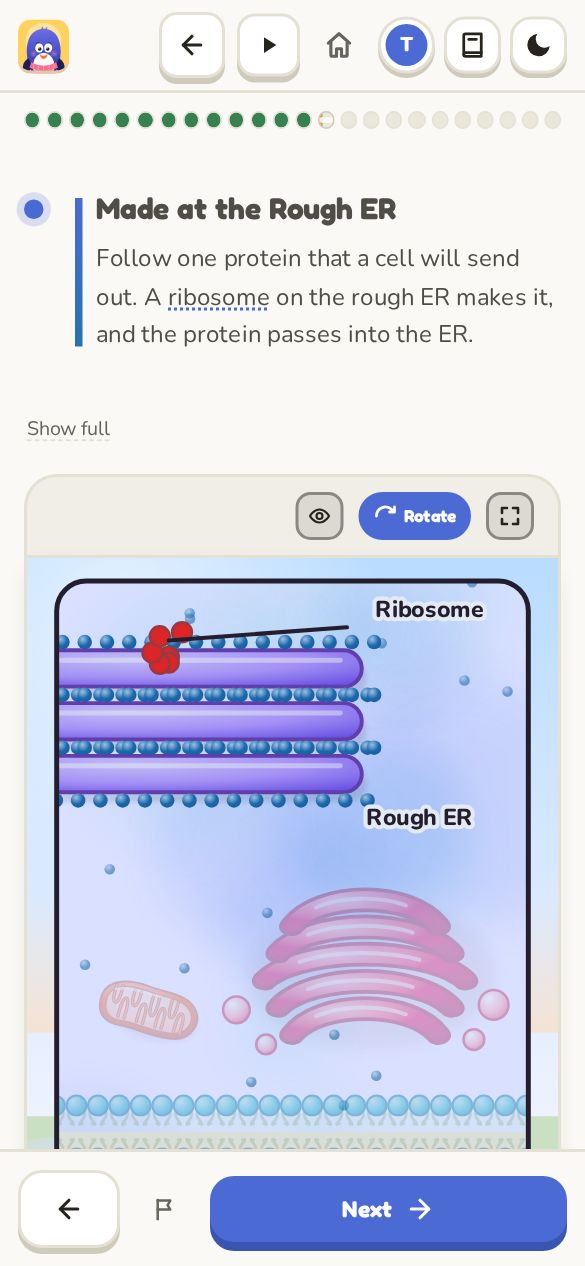 T
Made at the Rough ER
Follow one protein that a cell will send
out. A ribosome on the rough ER makes it,
and the protein passes into the ER.
Show full
Rotate
Ribosome
Rough ER
Next